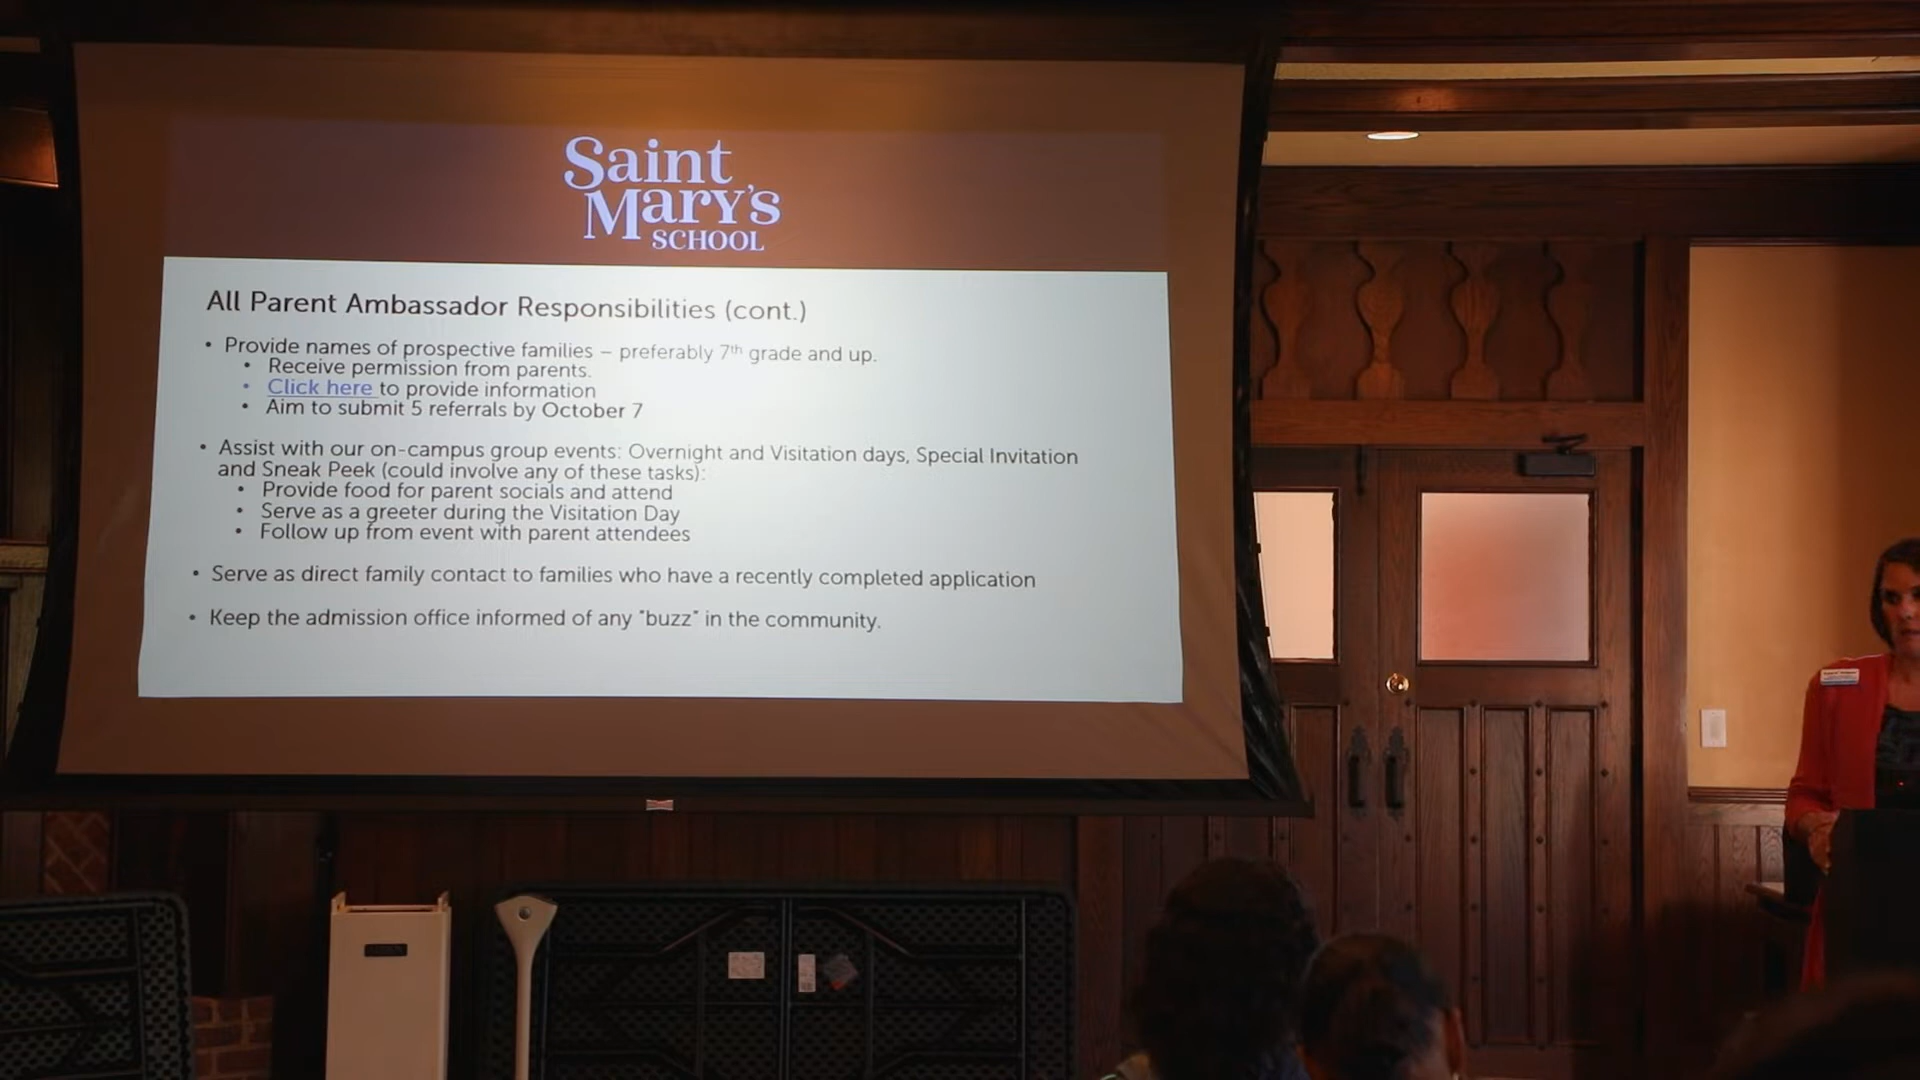 Saint
Mary's
SCHOOL
All Parent Ambassador Responsibilities (cont.)
• Provide names of prospective families – preferably 7th grade and up.
• Receive permission from parents.
• Click here to provide information
• Aim to submit 5 referrals by October 7
• Assist with our on-campus group events: Overnight and Visitation days, Special Invitation
and Sneak Peek (could involve any of these tasks):
• Provide food for parent socials and attend
• Serve as a greeter during the Visitation Day
• Follow up from event with parent attendees
• Serve as direct family contact to families who have a recently completed application
• Keep the admission office informed of any "buzz" in the community.